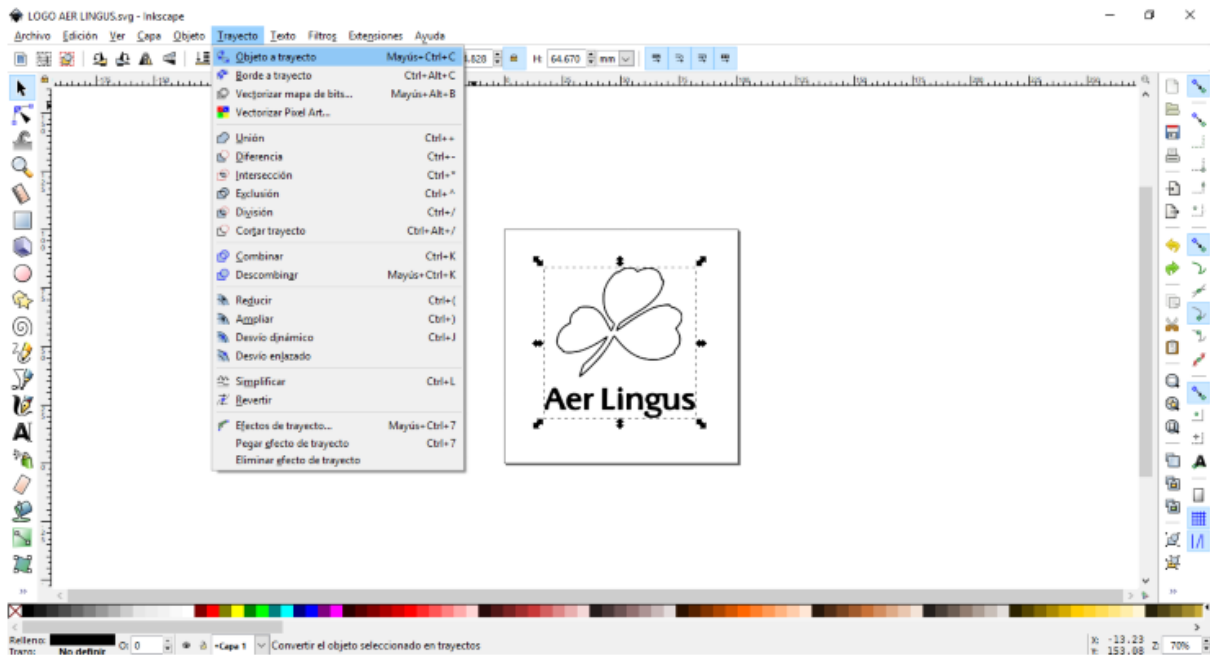 LOGO AER LINGUS.svg - Inkscape
Archivo Edición Ver Capa Objeto Trayecto Texto Filtros Extensiones Ayuda
.828 H: 64.670 mm
Objeto a trayecto Mayús+Ctrl+C
Borde a trayecto Ctrl+Alt+C
Vectorizar mapa de bits... Mayús+Alt+B
Vectorizar Pixel Art...
Unión Ctrl++
Diferencia Ctrl+-
Intersección Ctrl+*
Exclusión Ctrl+^
División Ctrl+/
Cortar trayecto Ctrl+Alt+/
Combinar Ctrl+K
Descombinar Mayús+Ctrl+K
Reducir Ctrl+(
Ampliar Ctrl+)
Desvío dinámico Ctrl+J
Desvío enlazado
Simplificar Ctrl+L
Revertir
Efectos de trayecto... Mayús+Ctrl+7
Pegar efecto de trayecto Ctrl+7
Eliminar efecto de trayecto
Aer Lingus
Relleno:
Trazo: No definir
O: 0
Capa 1
Convertir el objeto seleccionado en trayectos
X: -13.23
Y: 153.08
Z: 70%